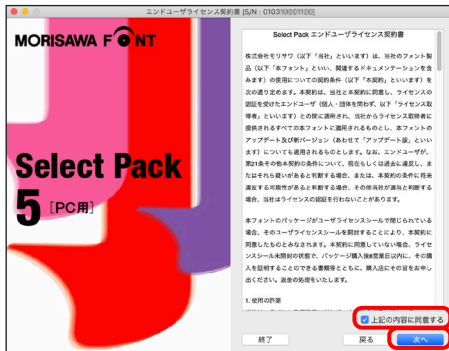 エンドユーザライセンス契約書 [S/N : 0103100011001]
MORISAWA FONT
Select Pack
5 [PC用]
Select Pack エンドユーザライセンス契約書
株式会社モリサワ（以下「当社」といいます）は、当社のフォント製
品（以下「本フォント」といい、関連するドキュメンテーションを含
みます）の使用についての契約条件（以下「本契約」といいます）を
次の通り定めます。本契約は、当社と本契約に同意し、ライセンスの
認証を受けたエンドユーザ（個人・団体を問わず、以下「ライセンス取
得者」といいます）との間に適用され、当社からライセンス取得者に
提供されるすべての本フォントに適用されるものとし、本フォントの
アップデート及び新バージョン（あわせて「アップデート版」といい
ます）についても適用されるものとします。なお、エンドユーザが、
第21条その他本契約の条件について、現在もしくは過去に違反し、ま
たはそれら疑いがあると判断する場合、または、本契約の条件に将来
違反する可能性があると判断する場合、その他当社が適当と判断する
場合、当社はライセンスの認証を行わないことがあります。
本フォントのパッケージがユーザライセンスシールで閉じられている
場合、そのユーザライセンスシールを開封することにより、本契約に
同意したものとみなされます。本契約に同意していない場合、ライセ
ンスシール未開封の状態で、パッケージ購入後8営業日以内に、その購
入を証明することのできる書類等とともに、購入店にその旨をお申し
出ください。返金の処理をいたします。
1. 使用の許諾
上記の内容に同意する
終了
戻る
次へ